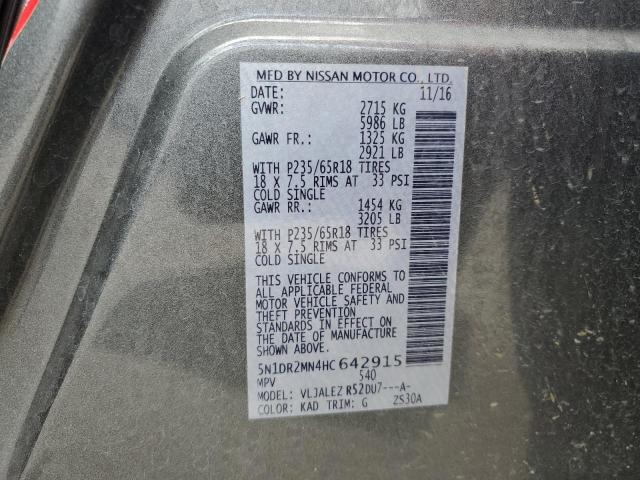 MFD BY NISSAN MOTOR CO., LTD.
DATE: 11/16
GVWR: 2715 KG
5986 LB
GAWR FR.: 1325 KG
2921 LB
WITH P235/65R18 TIRES
18 X 7.5 RIMS AT 33 PSI
COLD SINGLE
GAWR RR.: 1454 KG
3205 LB
WITH P235/65R18 TIRES
18 X 7.5 RIMS AT 33 PSI
COLD SINGLE
THIS VEHICLE CONFORMS TO
ALL APPLICABLE FEDERAL
MOTOR VEHICLE SAFETY AND
THEFT PREVENTION
STANDARDS IN EFFECT ON
THE DATE OF MANUFACTURE
SHOWN ABOVE.
5N1DR2MN4HC642915
MPV 540
MODEL: VLJALEZ R52DU7---A-
COLOR: KAD TRIM: G 2S30A